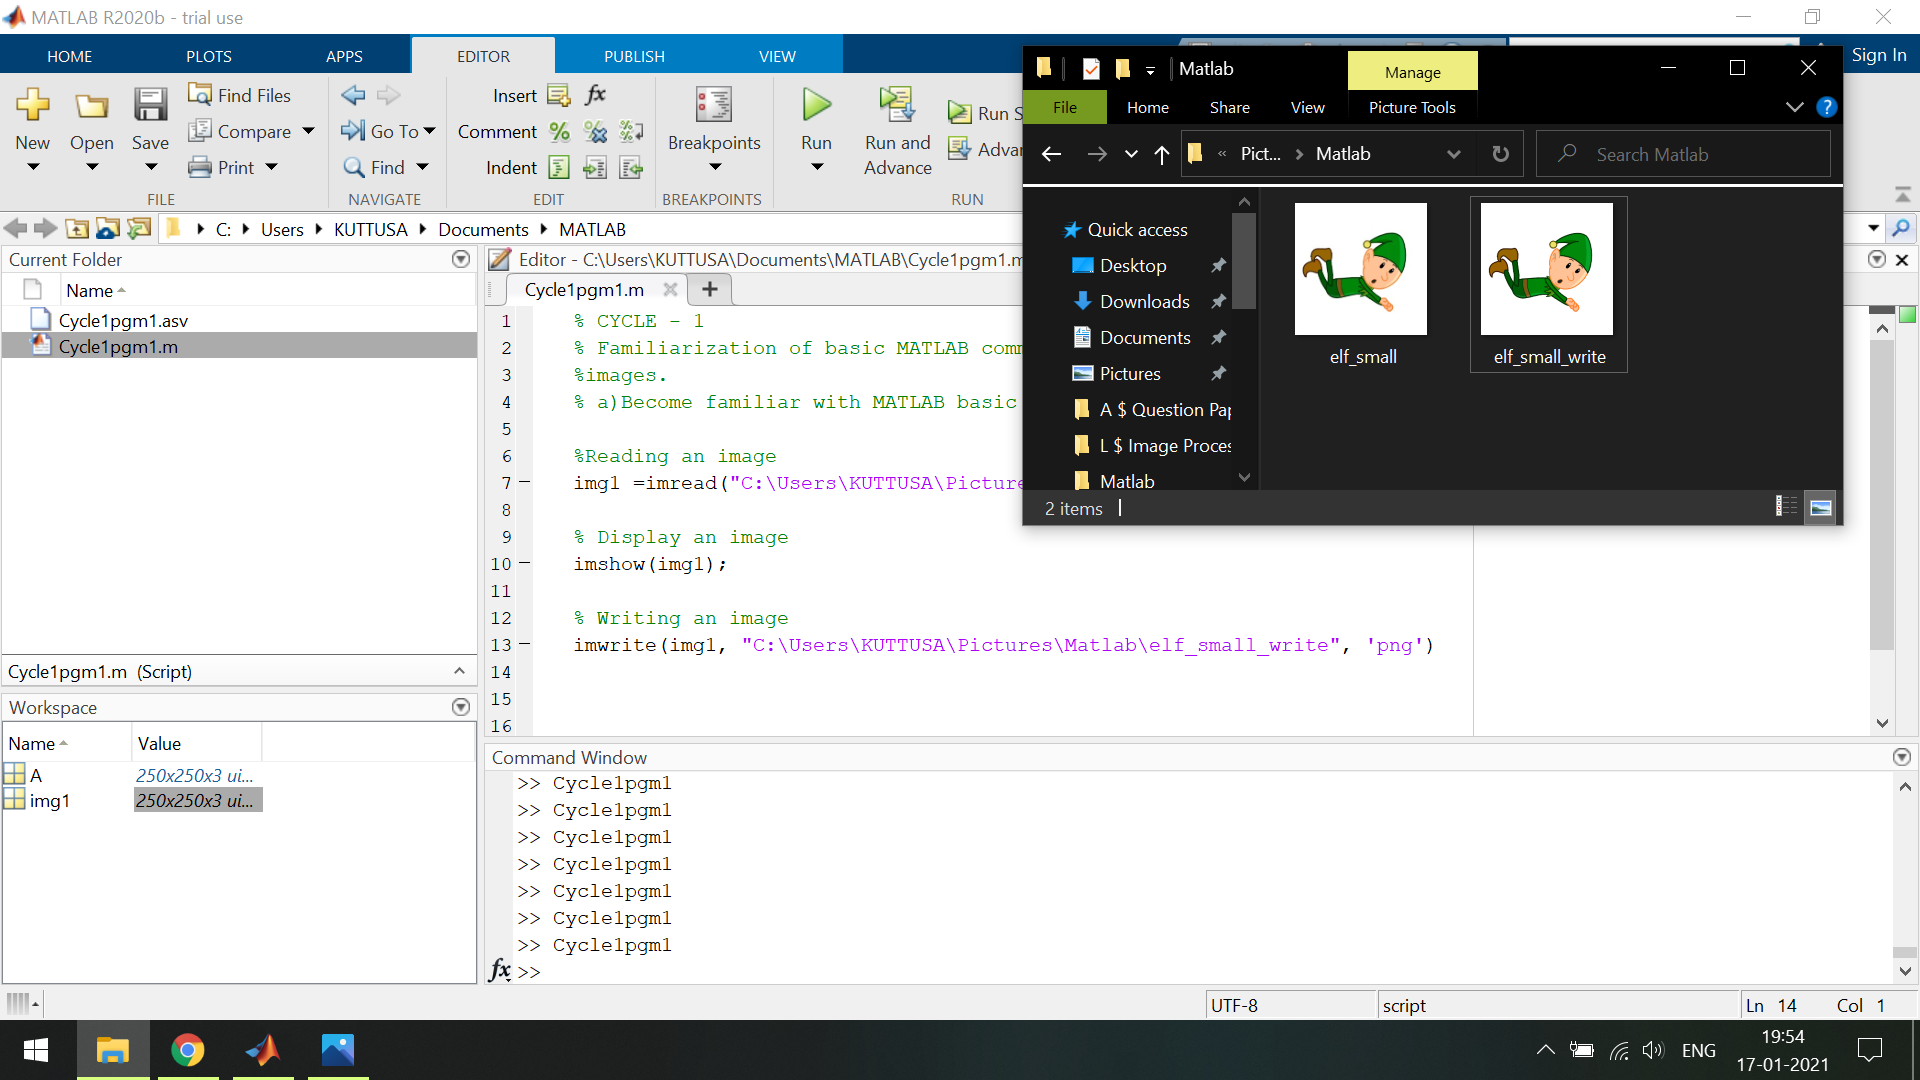 MATLAB R2020b - trial use
HOME PLOTS APPS EDITOR PUBLISH VIEW
Sign In
New
Open
Save
Find Files
Compare
Print
FILE
Go To
Find
NAVIGATE
Insert fx
Comment
Indent
EDIT
Breakpoints
BREAKPOINTS
Run
Run and
Advance
Run S
Advan
RUN
C: Users KUTTUSA Documents MATLAB
Current Folder
Name
Cycle1pgm1.asv
Cycle1pgm1.m
Cycle1pgm1.m (Script)
Workspace
Name Value
A 250x250x3 ui...
img1 250x250x3 ui...
Editor - C:\Users\KUTTUSA\Documents\MATLAB\Cycle1pgm1.m
Cycle1pgm1.m
1 % CYCLE - 1
2 % Familiarization of basic MATLAB comm
3 %images.
4 % a)Become familiar with MATLAB basic
5
6 %Reading an image
7 img1 =imread("C:\Users\KUTTUSA\Picture
8
9 % Display an image
10 imshow(img1);
11
12 % Writing an image
13 imwrite(img1, "C:\Users\KUTTUSA\Pictures\Matlab\elf_small_write", 'png')
14
15
16
Command Window
>> Cycle1pgm1
>> Cycle1pgm1
>> Cycle1pgm1
>> Cycle1pgm1
>> Cycle1pgm1
>> Cycle1pgm1
>> Cycle1pgm1
fx >>
UTF-8 script Ln 14 Col 1
Matlab
Manage
File Home Share View Picture Tools
« Pict... Matlab
Search Matlab
Quick access
Desktop
Downloads
Documents
Pictures
A $ Question Pap
L $ Image Proces
Matlab
elf_small
elf_small_write
2 items
ENG
19:54
17-01-2021